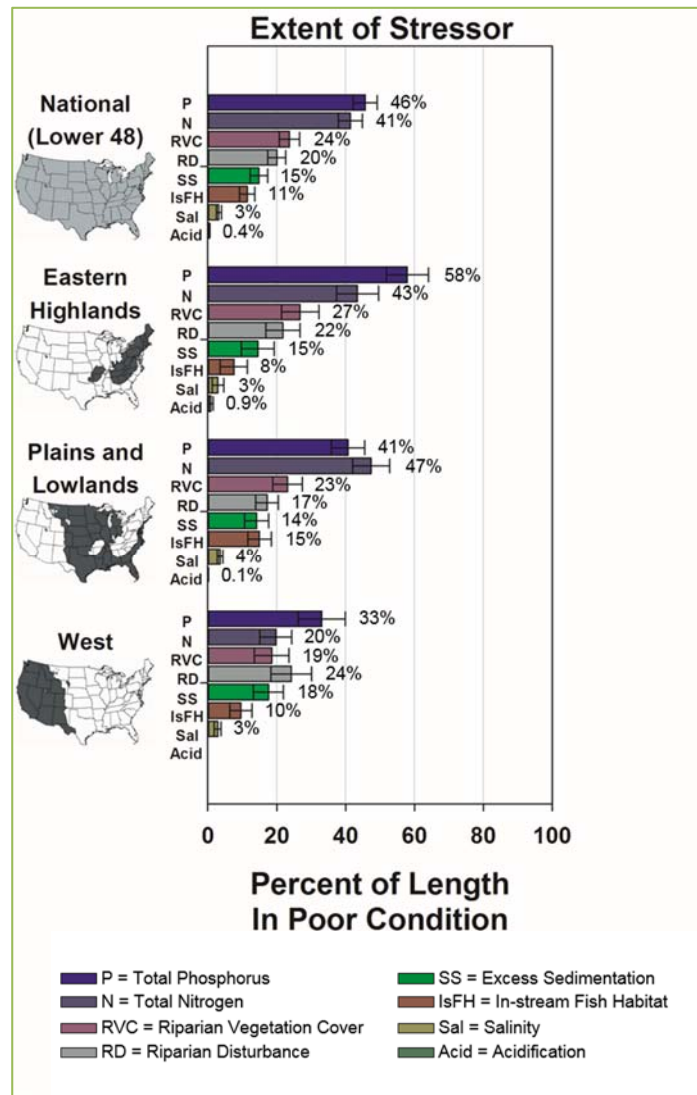 Extent of Stressor
National
(Lower 48)
P 46%
N 41%
RVC 24%
RD 20%
SS 15%
IsFH 11%
Sal 3%
Acid 0.4%
Eastern
Highlands
P 58%
N 43%
RVC 27%
RD 22%
SS 15%
IsFH 8%
Sal 3%
Acid 0.9%
Plains and
Lowlands
P 41%
N 47%
RVC 23%
RD 17%
SS 14%
IsFH 15%
Sal 4%
Acid 0.1%
West
P 33%
N 20%
RVC 19%
RD 24%
SS 18%
IsFH 10%
Sal 3%
Acid
0 20 40 60 80 100
Percent of Length
In Poor Condition
P = Total Phosphorus
N = Total Nitrogen
RVC = Riparian Vegetation Cover
RD = Riparian Disturbance
SS = Excess Sedimentation
IsFH = In-stream Fish Habitat
Sal = Salinity
Acid = Acidification